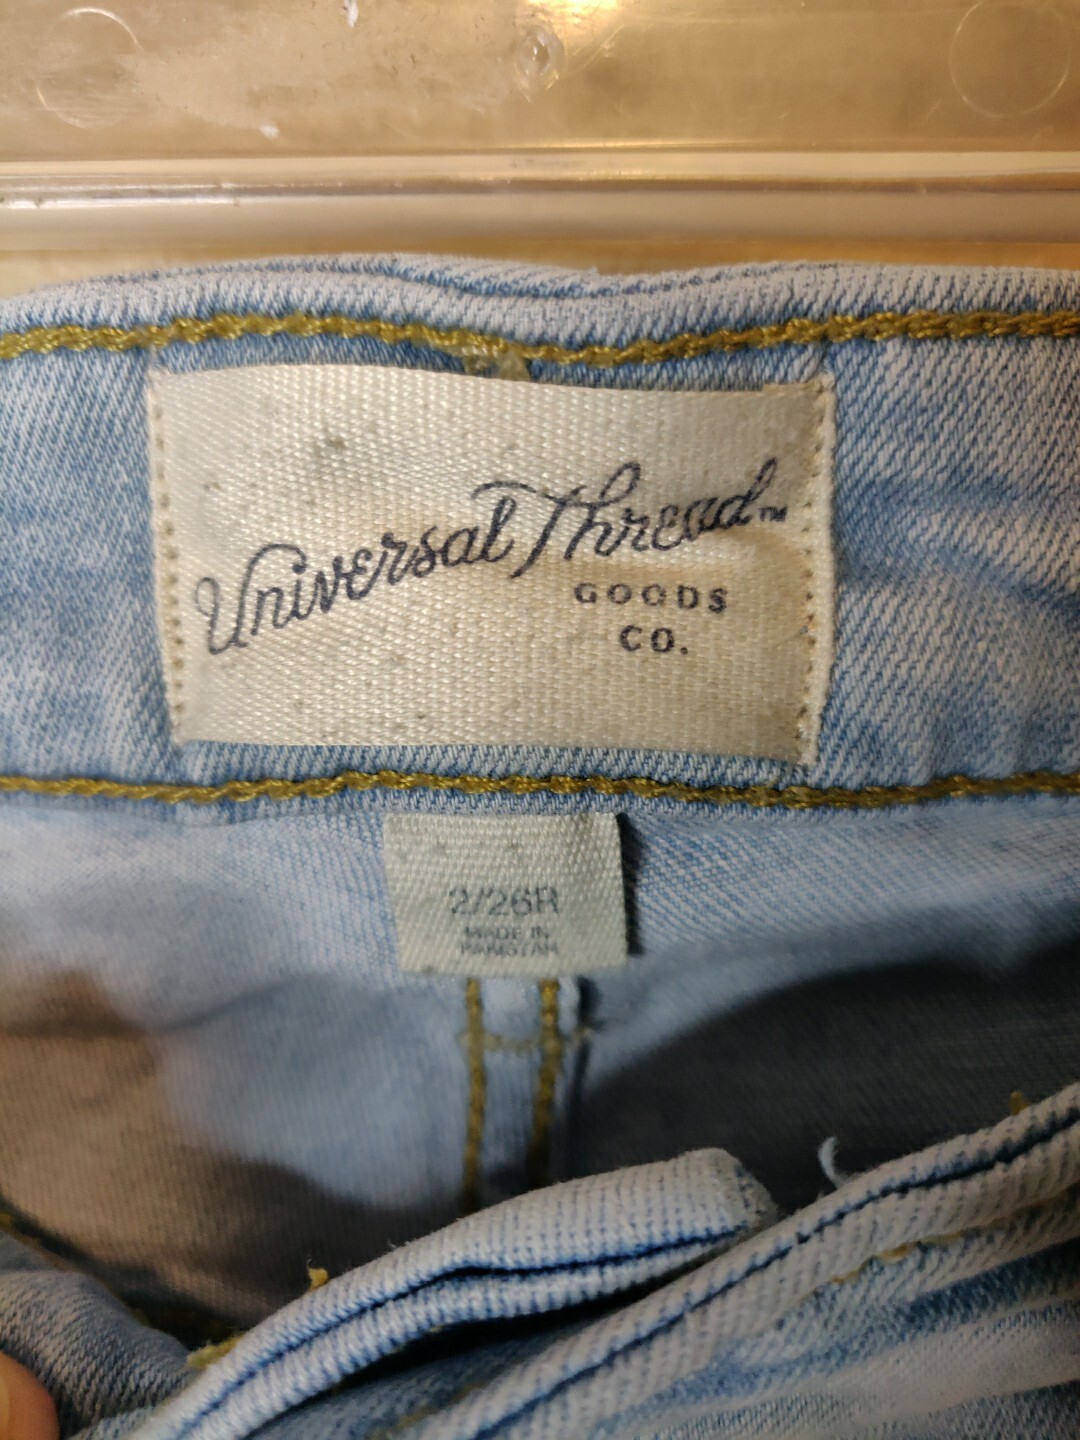 Universal Thread™
GOODS
CO.
2/26R
MADE IN
PAKISTAN